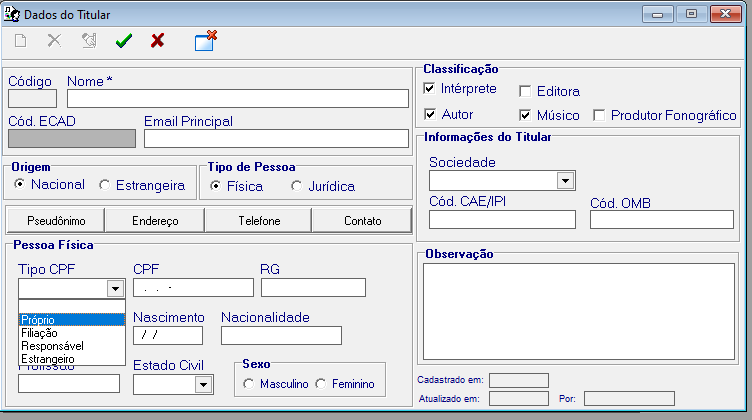 Dados do Titular
Código
Nome *
Cód. ECAD
Email Principal
Origem
Nacional
Estrangeira
Tipo de Pessoa
Física
Jurídica
Pseudônimo
Endereço
Telefone
Contato
Pessoa Física
Tipo CPF
CPF
RG
. . -
Próprio
Filiação
Responsável
Estrangeiro
Nascimento
Nacionalidade
/ /
Profissão
Estado Civil
Sexo
Masculino
Feminino
Classificação
Intérprete
Editora
Autor
Músico
Produtor Fonográfico
Informações do Titular
Sociedade
Cód. CAE/IPI
Cód. OMB
Observação
Cadastrado em:
Atualizado em:
Por: